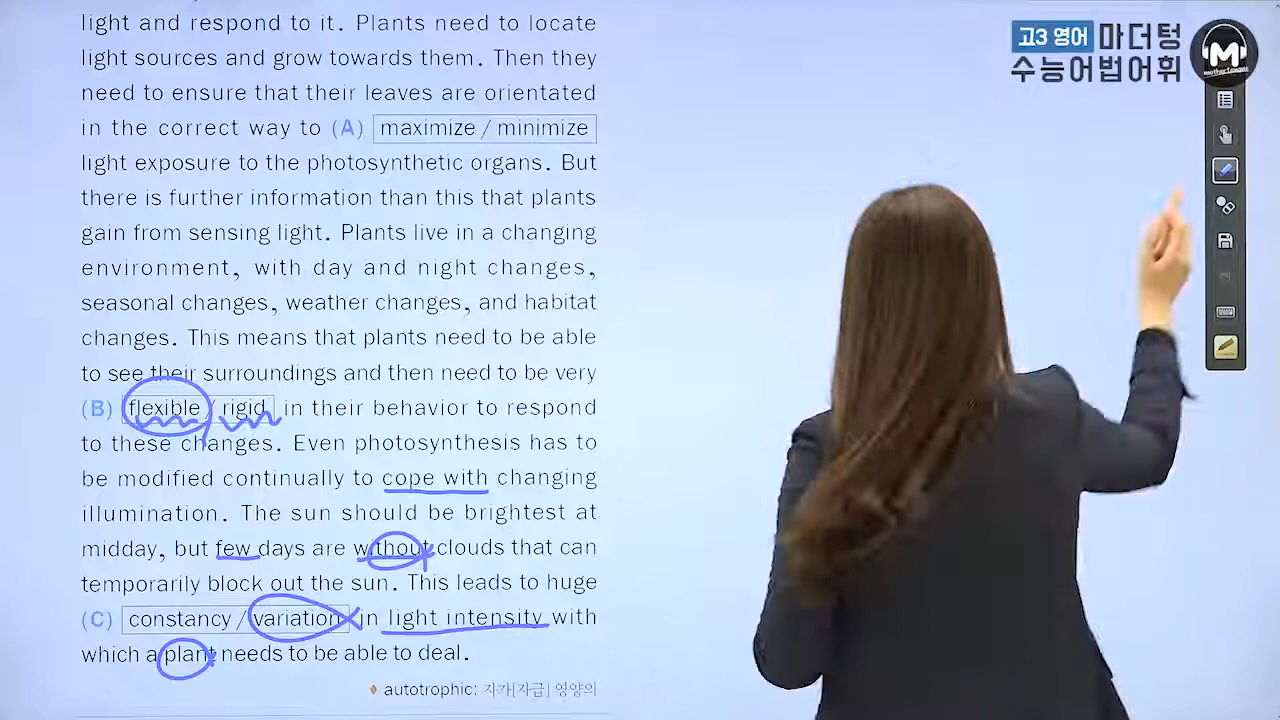 light and respond to it. Plants need to locate
light sources and grow towards them. Then they
need to ensure that their leaves are orientated
in the correct way to (A) maximize / minimize
light exposure to the photosynthetic organs. But
there is further information than this that plants
gain from sensing light. Plants live in a changing
environment, with day and night changes,
seasonal changes, weather changes, and habitat
changes. This means that plants need to be able
to see their surroundings and then need to be very
(B) flexible / rigid in their behavior to respond
to these changes. Even photosynthesis has to
be modified continually to cope with changing
illumination. The sun should be brightest at
midday, but few days are without clouds that can
temporarily block out the sun. This leads to huge
(C) constancy / variation in light intensity with
which a plant needs to be able to deal.
autotrophic: 자가[자급] 영양의
고3 영어 마더텅
수능어법어휘
M
mothertongue